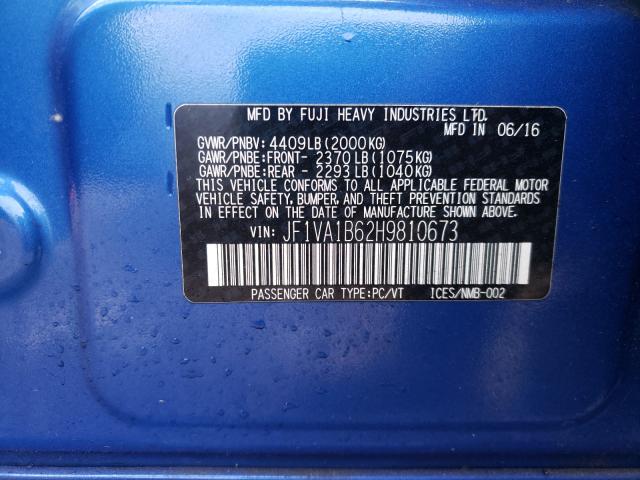 MFD BY FUJI HEAVY INDUSTRIES LTD.
MFD IN 06/16
GVWR/PNBV: 4409LB(2000KG)
GAWR/PNBE:FRONT- 2370LB(1075KG)
GAWR/PNBE:REAR - 2293LB(1040KG)
THIS VEHICLE CONFORMS TO ALL APPLICABLE FEDERAL MOTOR
VEHICLE SAFETY, BUMPER, AND THEFT PREVENTION STANDARDS
IN EFFECT ON THE DATE OF MANUFACTURE SHOWN ABOVE.
VIN: JF1VA1B62H9810673
PASSENGER CAR TYPE:PC/VT ICES/NMB-002